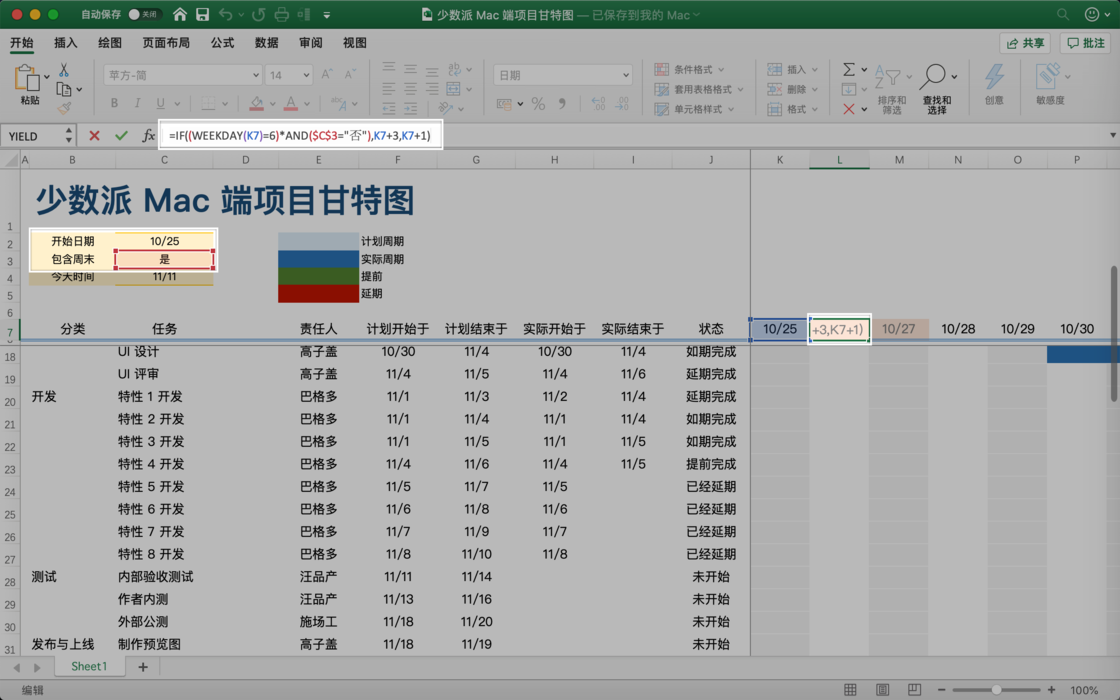 自动保存 关闭 少数派 Mac 端项目甘特图 — 已保存到我的 Mac
开始 插入 绘图 页面布局 公式 数据 审阅 视图 共享 批注
粘贴 苹方-简 14 A A 日期 条件格式 插入 排序和筛选 查找和选择 创意 敏感度
B I U A % 套用表格格式 删除
单元格样式 格式
YIELD fx =IF((WEEKDAY(K7)=6)*AND($C$3="否"),K7+3,K7+1)
A B C D E F G H I J K L M N O P
1 少数派 Mac 端项目甘特图
2 开始日期 10/25 计划周期
3 包含周末 是 实际周期
4 今天时间 11/11 提前
5 延期
6
7 分类 任务 责任人 计划开始于 计划结束于 实际开始于 实际结束于 状态 10/25 +3,K7+1) 10/27 10/28 10/29 10/30
18 UI 设计 高子盖 10/30 11/4 10/30 11/4 如期完成
19 UI 评审 高子盖 11/4 11/5 11/4 11/6 延期完成
20 开发 特性 1 开发 巴格多 11/1 11/3 11/2 11/4 延期完成
21 特性 2 开发 巴格多 11/1 11/4 11/1 11/4 如期完成
22 特性 3 开发 巴格多 11/1 11/5 11/1 11/5 如期完成
23 特性 4 开发 巴格多 11/4 11/6 11/4 11/5 提前完成
24 特性 5 开发 巴格多 11/5 11/7 11/5 已经延期
25 特性 6 开发 巴格多 11/6 11/8 11/6 已经延期
26 特性 7 开发 巴格多 11/7 11/9 11/7 已经延期
27 特性 8 开发 巴格多 11/8 11/10 11/8 已经延期
28 测试 内部验收测试 汪品产 11/11 11/14 未开始
29 作者内测 汪品产 11/13 11/16 未开始
30 外部公测 施场工 11/18 11/20 未开始
31 发布与上线 制作预览图 高子盖 11/18 11/19 未开始
Sheet1 +
编辑 100%